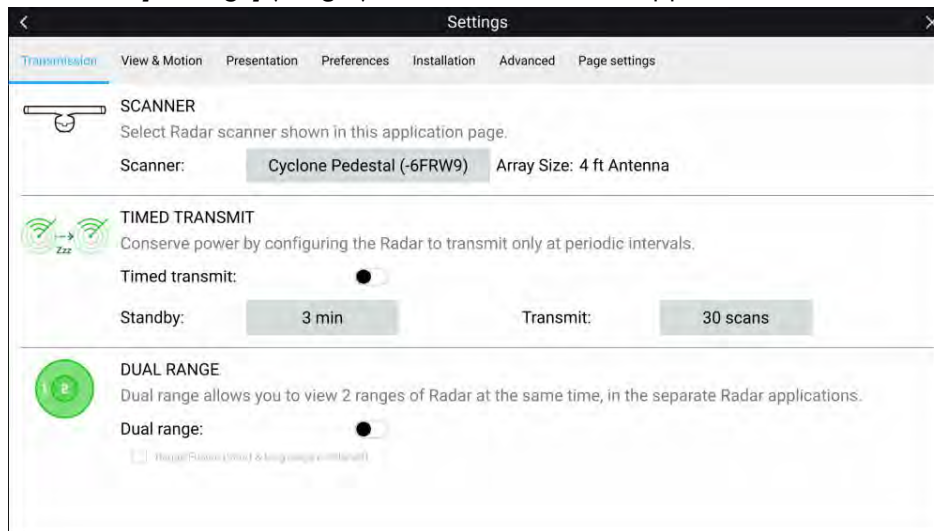 Settings
Transmission View & Motion Presentation Preferences Installation Advanced Page settings
SCANNER
Select Radar scanner shown in this application page.
Scanner: Cyclone Pedestal (-6FRW9) Array Size: 4 ft Antenna
TIMED TRANSMIT
Zzz
Conserve power by configuring the Radar to transmit only at periodic intervals.
Timed transmit:
Standby: 3 min Transmit: 30 scans
DUAL RANGE
1 2
Dual range allows you to view 2 ranges of Radar at the same time, in the separate Radar applications.
Dual range: